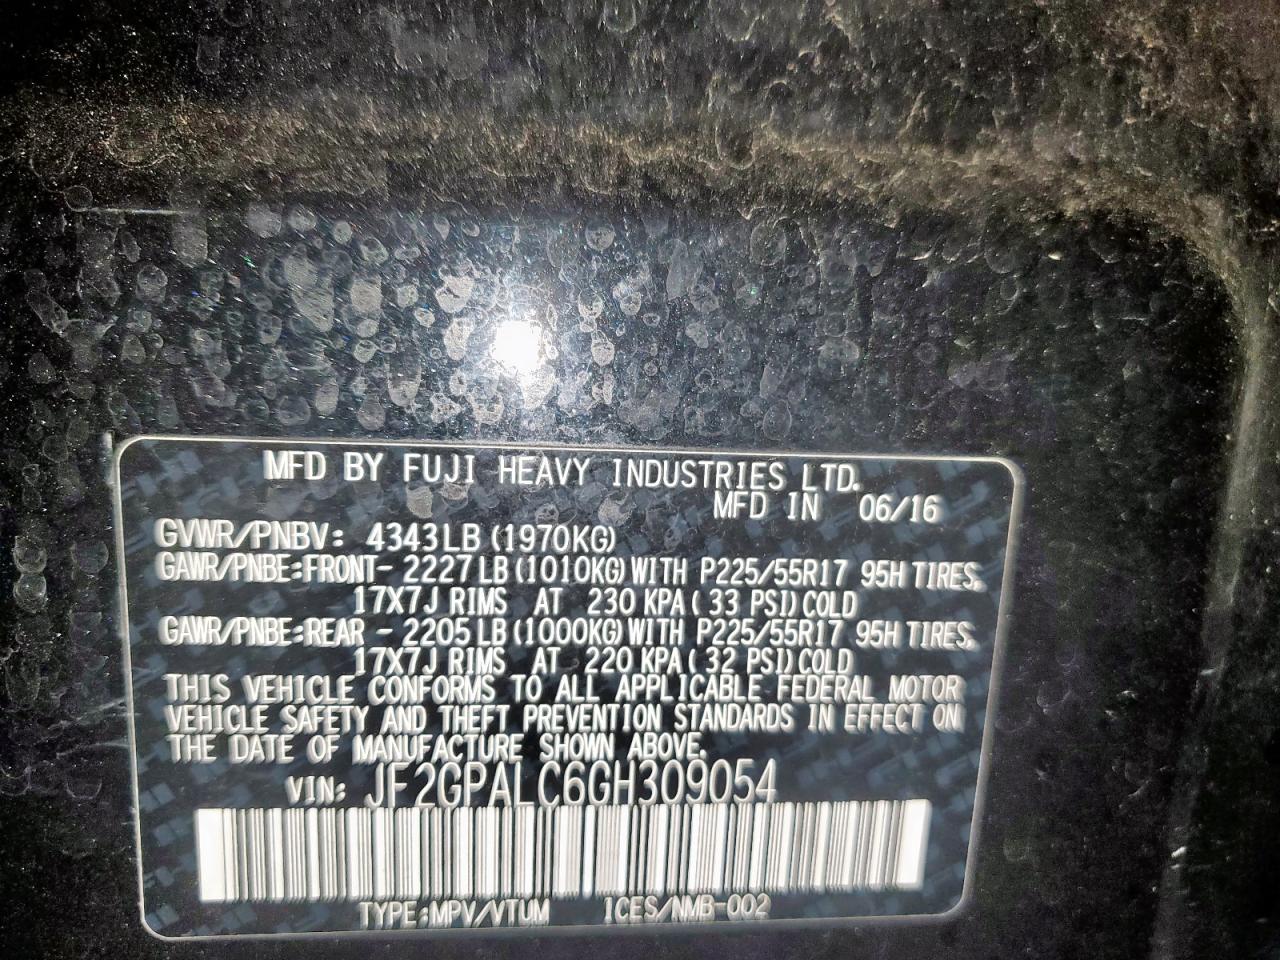 MFD BY FUJI HEAVY INDUSTRIES LTD.
MFD IN 06/16
GVWR/PNBV: 4343LB (1970KG)
GAWR/PNBE:FRONT- 2227LB (1010KG) WITH P225/55R17 95H TIRES,
17X7J RIMS AT 230 KPA (33 PSI) COLD
GAWR/PNBE:REAR - 2205LB (1000KG) WITH P225/55R17 95H TIRES,
17X7J RIMS AT 220 KPA (32 PSI) COLD
THIS VEHICLE CONFORMS TO ALL APPLICABLE FEDERAL MOTOR
VEHICLE SAFETY AND THEFT PREVENTION STANDARDS IN EFFECT ON
THE DATE OF MANUFACTURE SHOWN ABOVE.
VIN: JF2GPALC6GH309054
TYPE:MPV/VTUM ICES/NMB-002